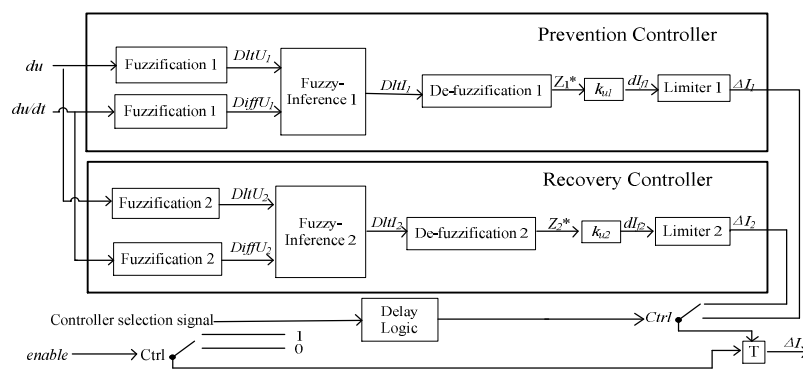 Prevention Controller
du
Fuzzification 1
DltU1
Fuzzy-
Inference 1
DltI1
De-fuzzification 1
Z1*
ku1
dIf1
Limiter 1
ΔI1
du/dt
Fuzzification 1
DiffU1
Recovery Controller
Fuzzification 2
DltU2
Fuzzy-
Inference 2
DltI2
De-fuzzification 2
Z2*
ku2
dIf2
Limiter 2
ΔI2
Fuzzification 2
DiffU2
Controller selection signal
Delay
Logic
Ctrl
1
0
enable
Ctrl
T